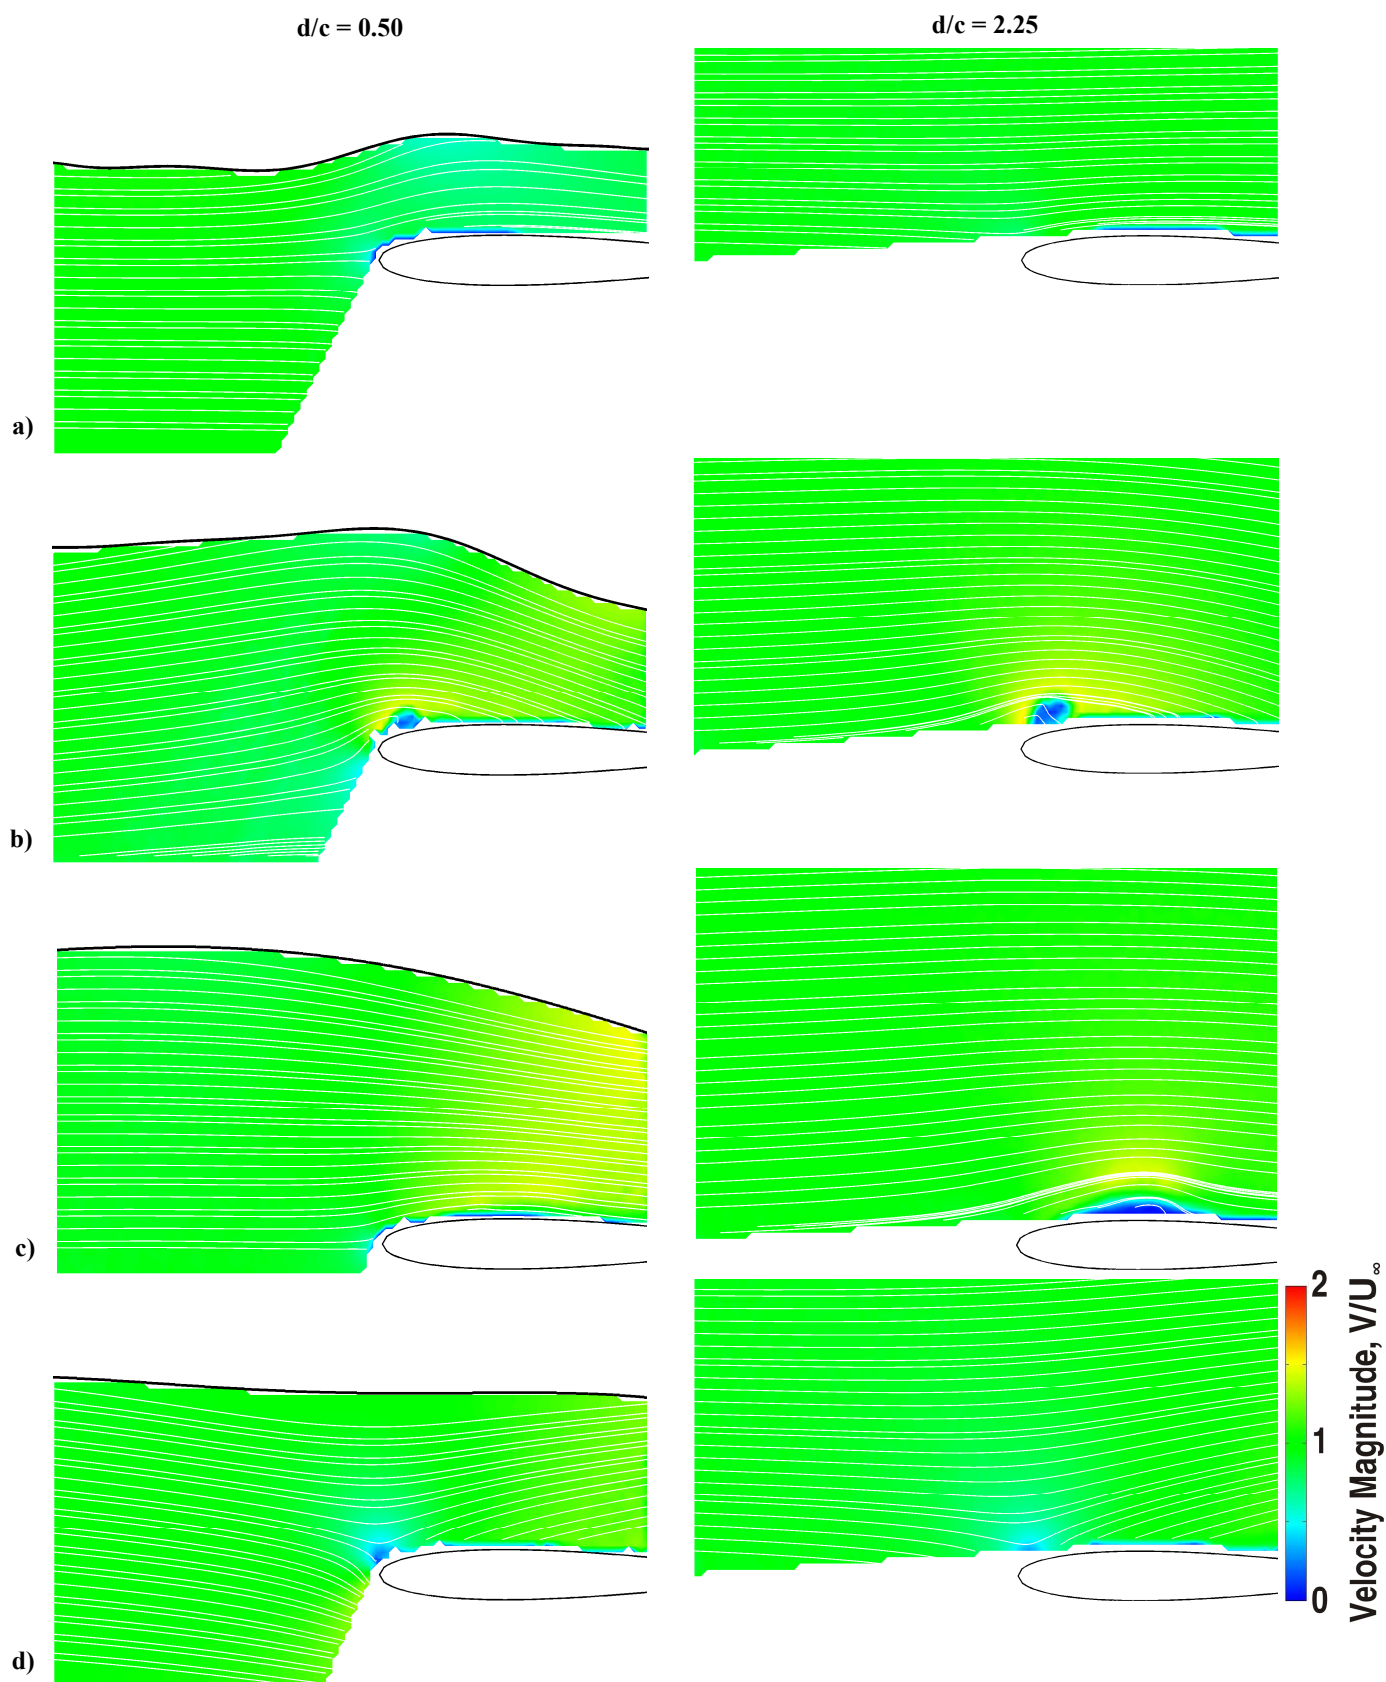 d/c = 0.50
d/c = 2.25
a)
b)
c)
d)
2
1
0
Velocity Magnitude, V/U∞